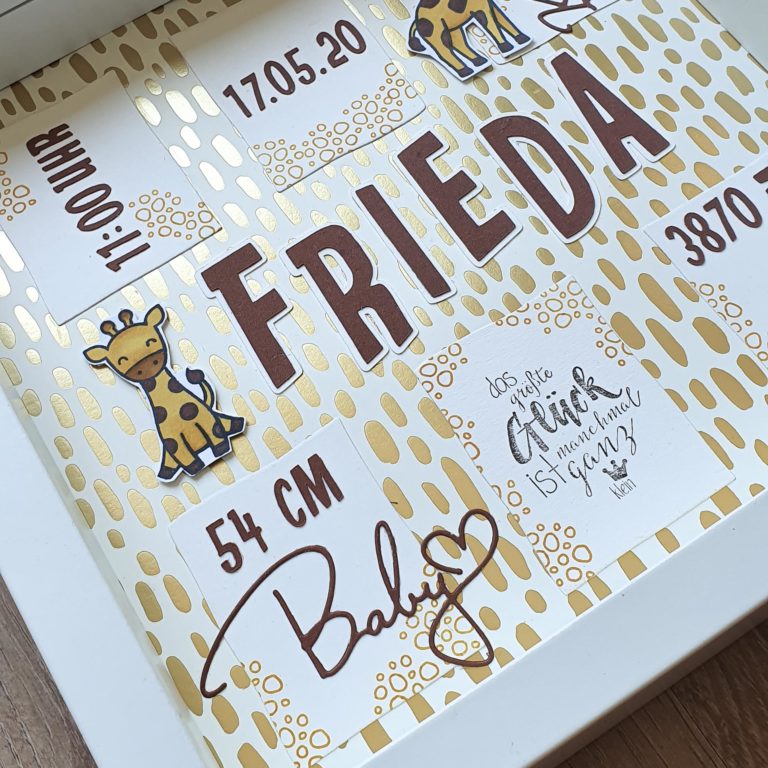 11:00 UHR
17.05.20
FRIEDA
3870
54 CM
Baby
das
größte
Glück
ist manchmal
ganz
klein